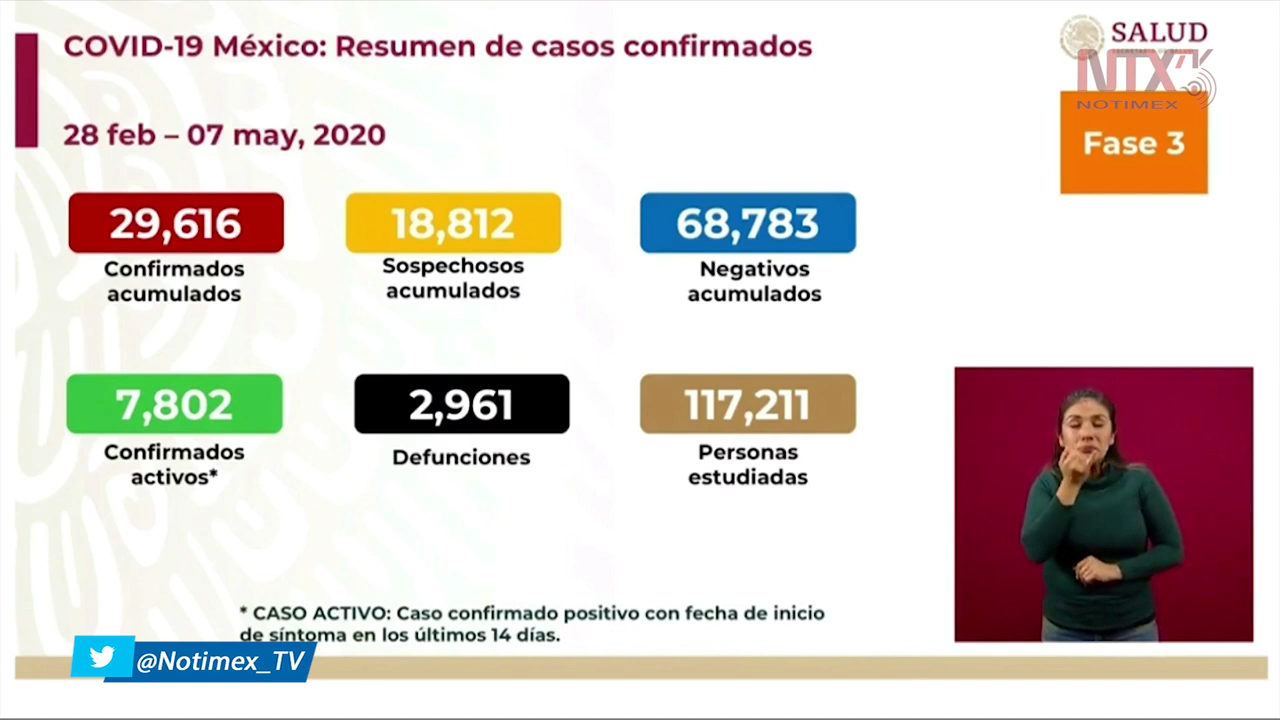 COVID-19 México: Resumen de casos confirmados
28 feb – 07 may, 2020
SALUD
NTX
NOTIMEX
Fase 3
29,616
Confirmados
acumulados
18,812
Sospechosos
acumulados
68,783
Negativos
acumulados
7,802
Confirmados
activos*
2,961
Defunciones
117,211
Personas
estudiadas
* CASO ACTIVO: Caso confirmado positivo con fecha de inicio
de síntoma en los últimos 14 días.
@Notimex_TV